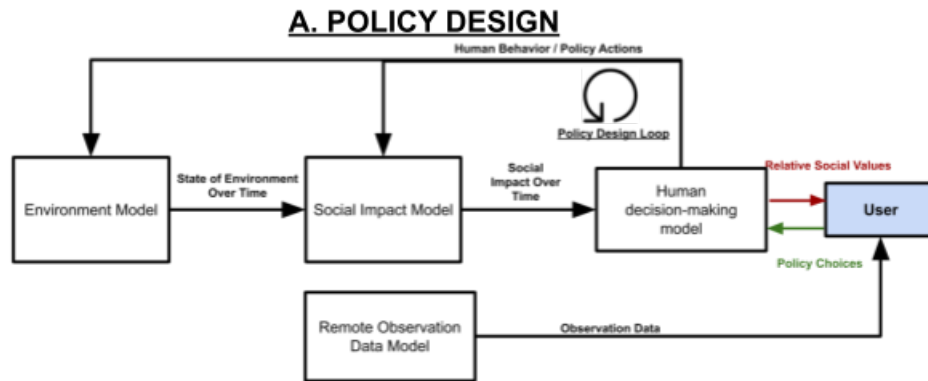 A. POLICY DESIGN
Human Behavior / Policy Actions
Policy Design Loop
Environment Model
State of Environment
Over Time
Social Impact Model
Social
Impact Over
Time
Human
decision-making
model
Relative Social Values
User
Policy Choices
Remote Observation
Data Model
Observation Data